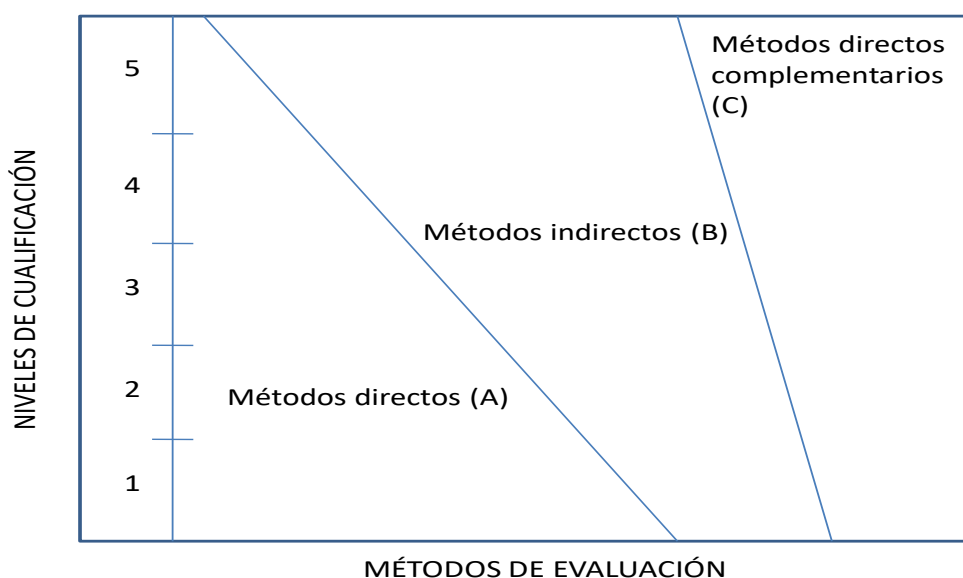 Métodos directos
complementarios
(C)
5
4
Métodos indirectos (B)
3
2
Métodos directos (A)
1
NIVELES DE CUALIFICACIÓN
MÉTODOS DE EVALUACIÓN